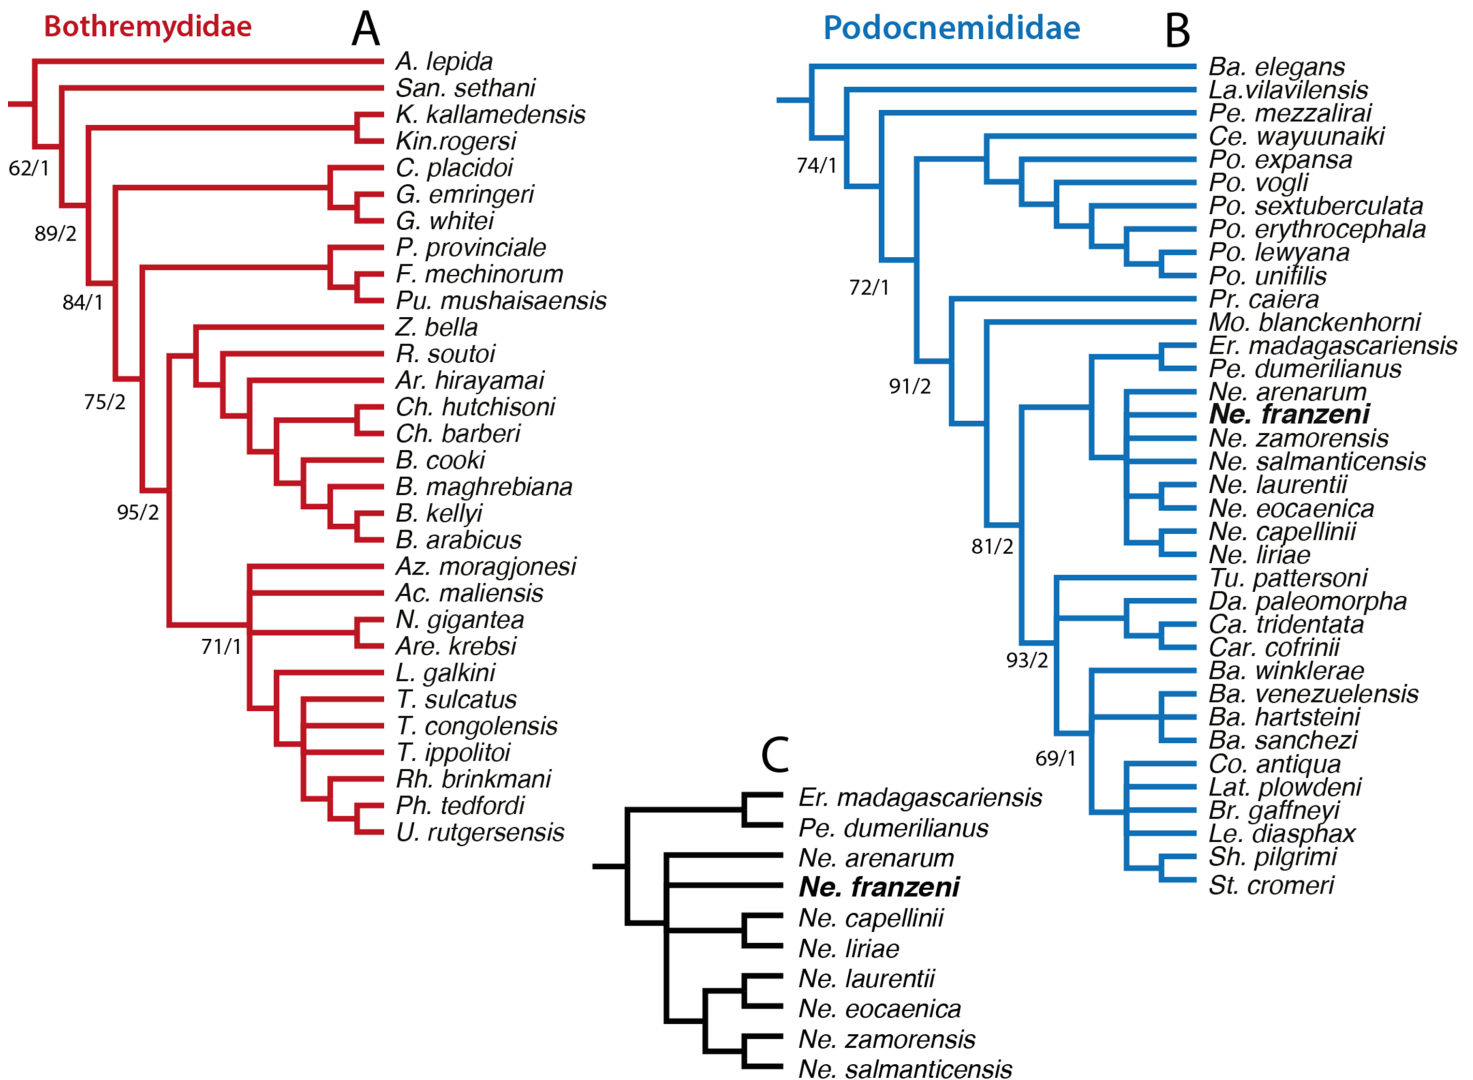 Bothremydidae
A
A. lepida
San. sethani
K. kallamedensis
Kin.rogersi
C. placidoi
G. emringeri
G. whitei
P. provinciale
F. mechinorum
Pu. mushaisaensis
Z. bella
R. soutoi
Ar. hirayamai
Ch. hutchisoni
Ch. barberi
B. cooki
B. maghrebiana
B. kellyi
B. arabicus
Az. moragjonesi
Ac. maliensis
N. gigantea
Are. krebsi
L. galkini
T. sulcatus
T. congolensis
T. ippolitoi
Rh. brinkmani
Ph. tedfordi
U. rutgersensis
62/1
89/2
84/1
75/2
95/2
71/1
Podocnemididae
B
Ba. elegans
La.vilavilensis
Pe. mezzalirai
Ce. wayuunaiki
Po. expansa
Po. vogli
Po. sextuberculata
Po. erythrocephala
Po. lewyana
Po. unifilis
Pr. caiera
Mo. blanckenhorni
Er. madagascariensis
Pe. dumerilianus
Ne. arenarum
Ne. franzeni
Ne. zamorensis
Ne. salmanticensis
Ne. laurentii
Ne. eocaenica
Ne. capellinii
Ne. liriae
Tu. pattersoni
Da. paleomorpha
Ca. tridentata
Car. cofrinii
Ba. winklerae
Ba. venezuelensis
Ba. hartsteini
Ba. sanchezi
Co. antiqua
Lat. plowdeni
Br. gaffneyi
Le. diasphax
Sh. pilgrimi
St. cromeri
74/1
72/1
91/2
81/2
93/2
69/1
C
Er. madagascariensis
Pe. dumerilianus
Ne. arenarum
Ne. franzeni
Ne. capellinii
Ne. liriae
Ne. laurentii
Ne. eocaenica
Ne. zamorensis
Ne. salmanticensis